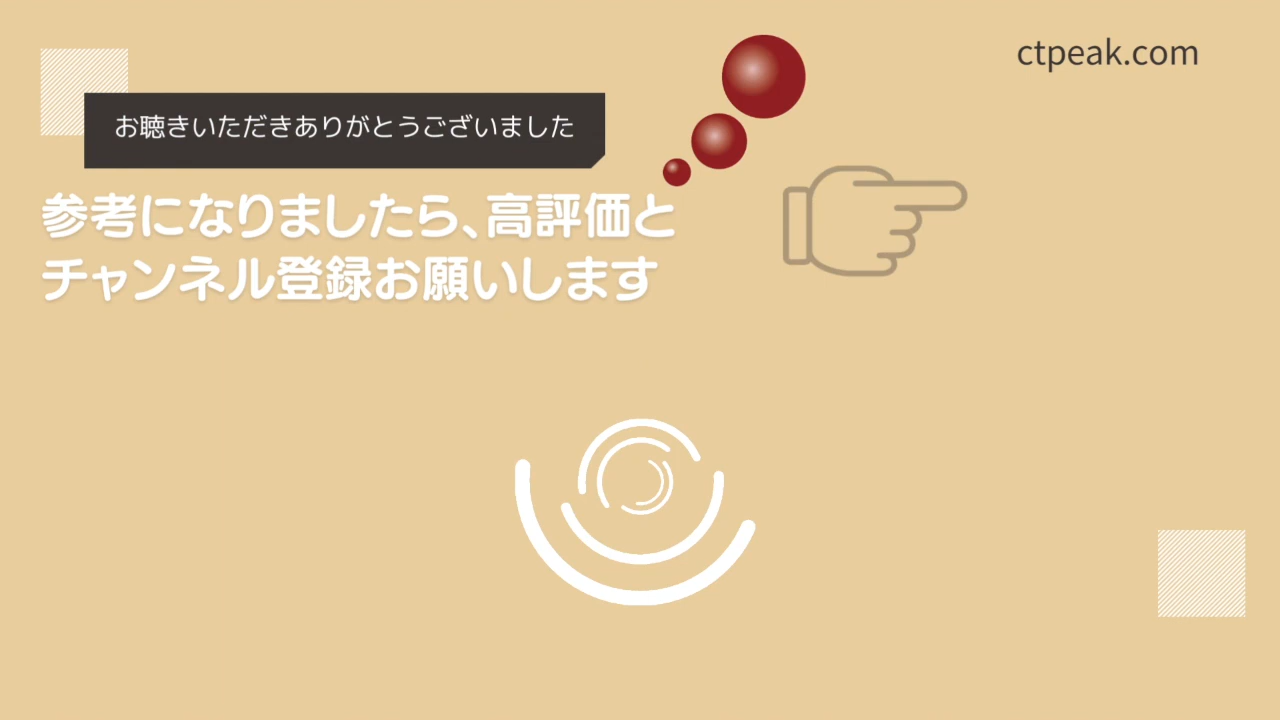 ctpeak.com
お聴きいただきありがとうございました
参考になりましたら、高評価と
チャンネル登録お願いします